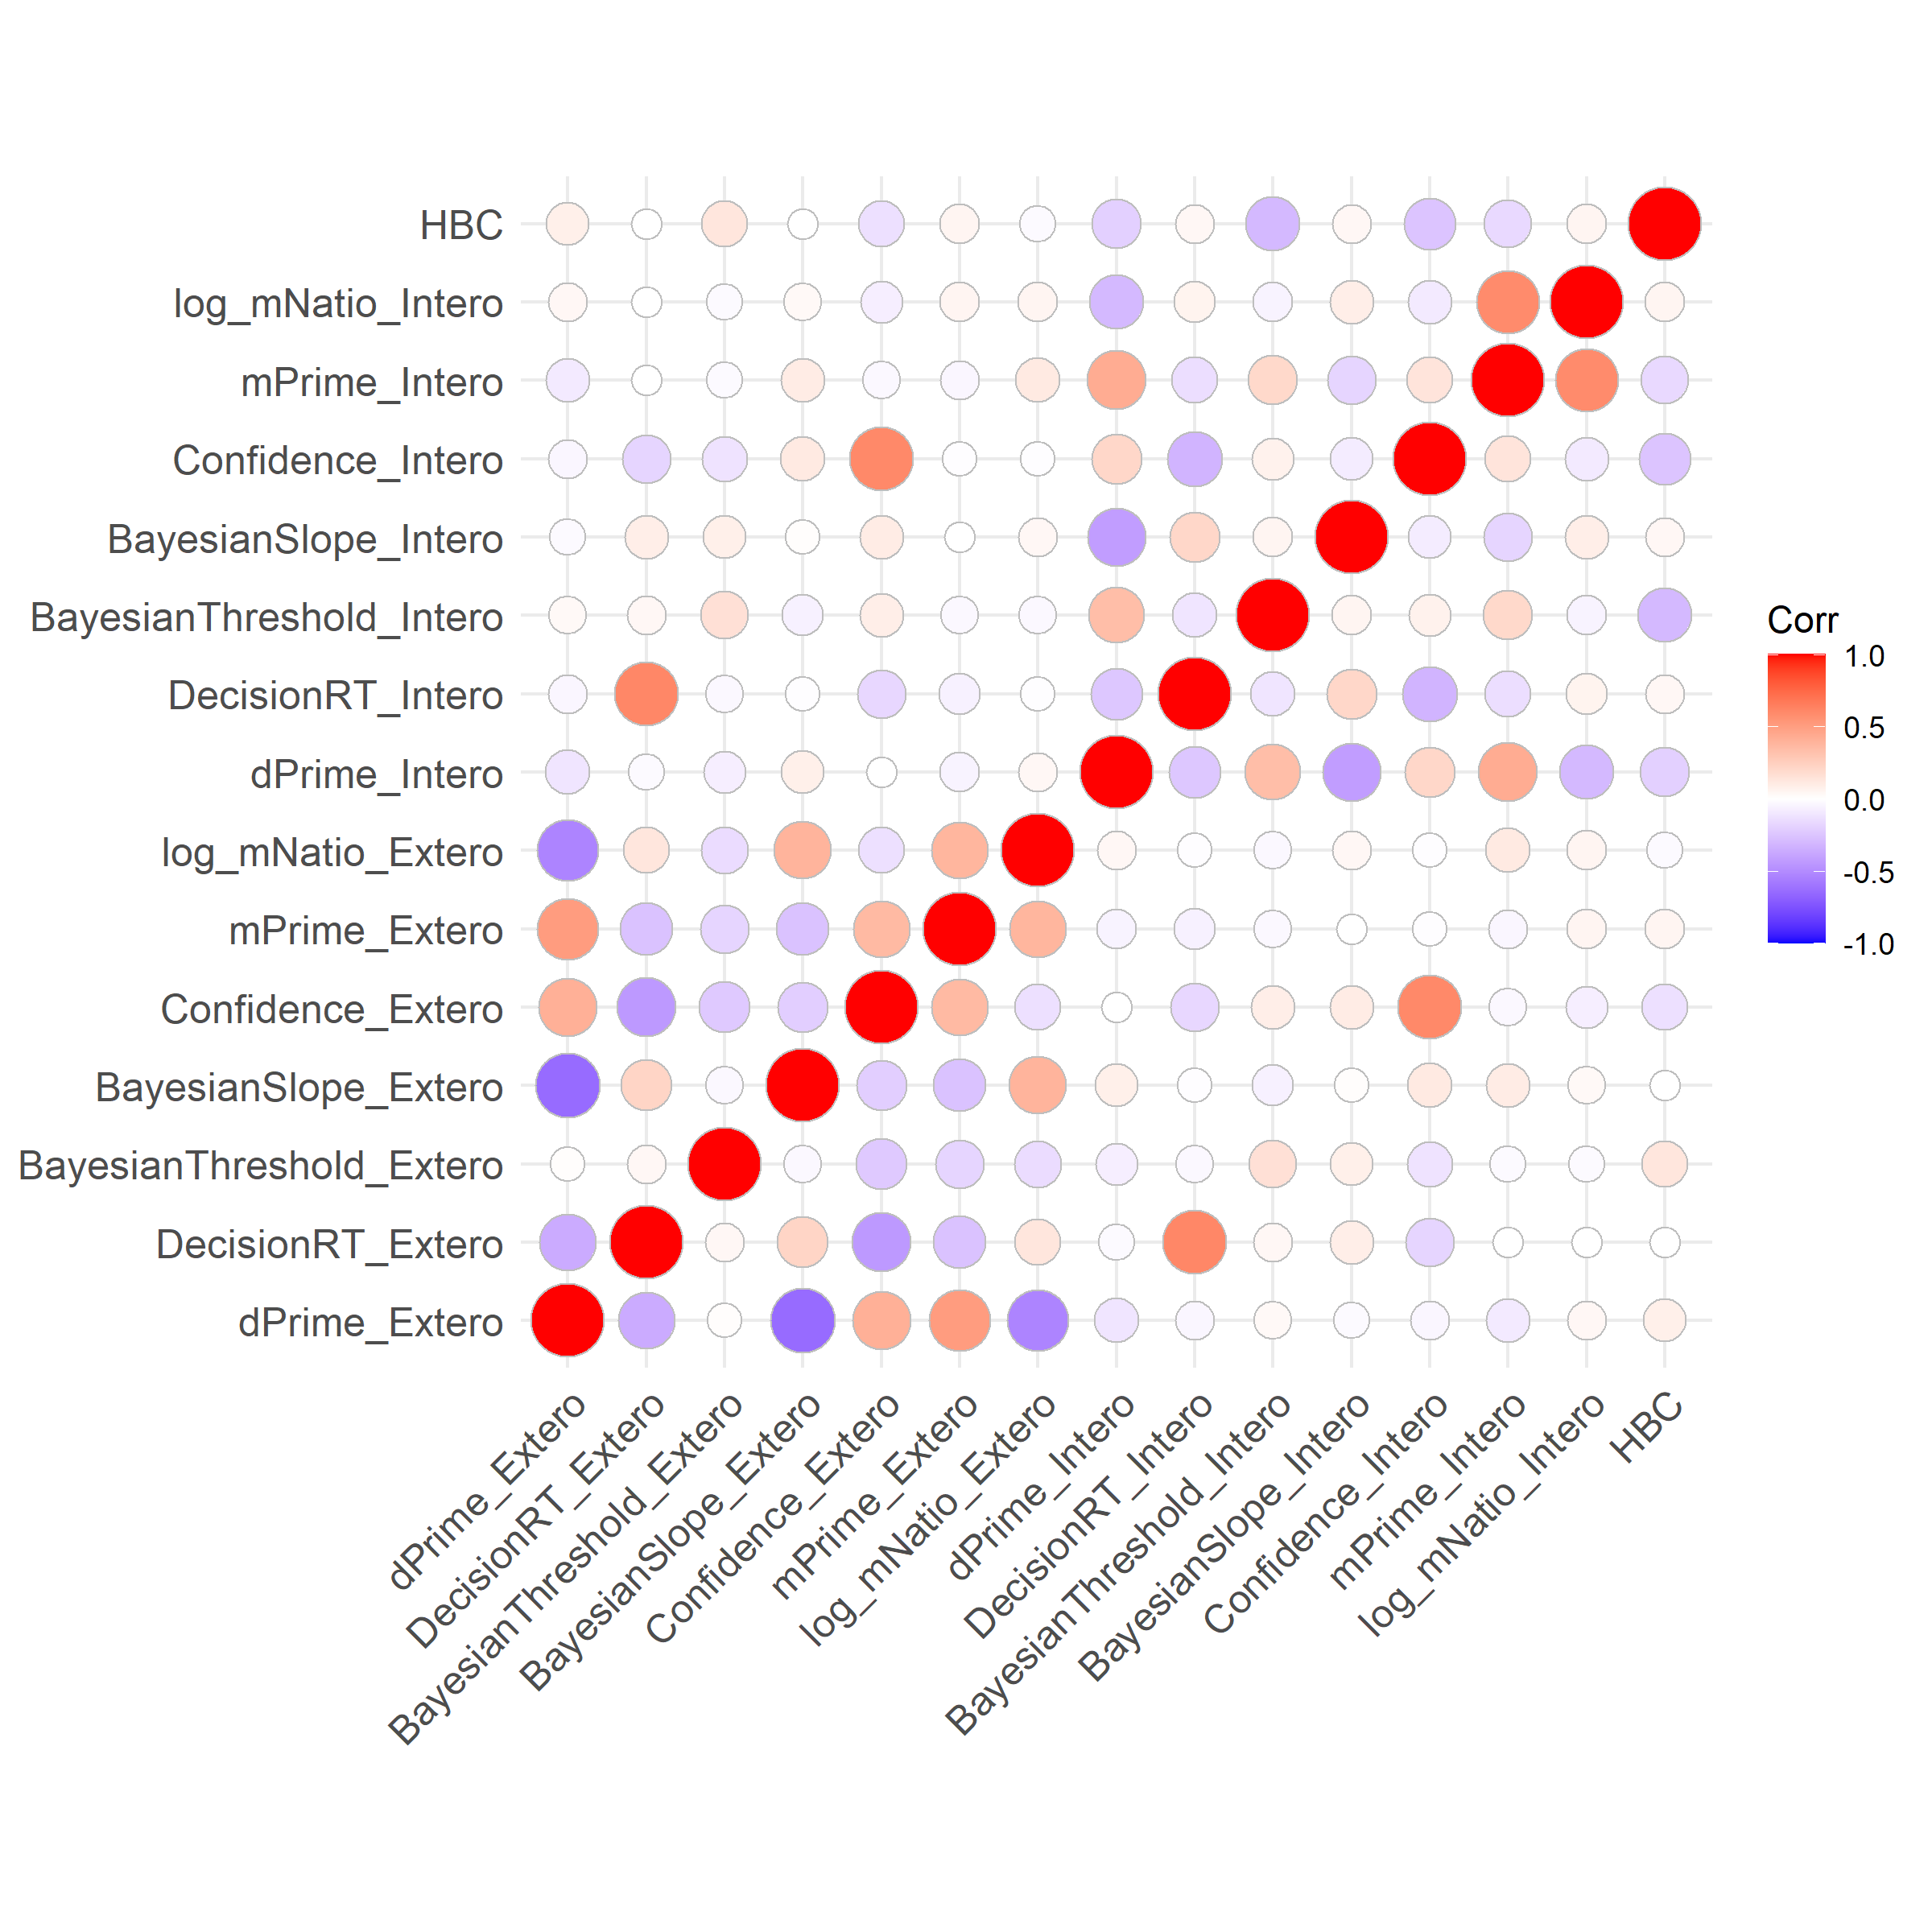 HBC
log_mNatio_Intero
mPrime_Intero
Confidence_Intero
BayesianSlope_Intero
BayesianThreshold_Intero
DecisionRT_Intero
dPrime_Intero
log_mNatio_Extero
mPrime_Extero
Confidence_Extero
BayesianSlope_Extero
BayesianThreshold_Extero
DecisionRT_Extero
dPrime_Extero
dPrime_Extero
DecisionRT_Extero
BayesianThreshold_Extero
BayesianSlope_Extero
Confidence_Extero
mPrime_Extero
log_mNatio_Extero
dPrime_Intero
DecisionRT_Intero
BayesianThreshold_Intero
BayesianSlope_Intero
Confidence_Intero
mPrime_Intero
log_mNatio_Intero
HBC
Corr
1.0
0.5
0.0
-0.5
-1.0